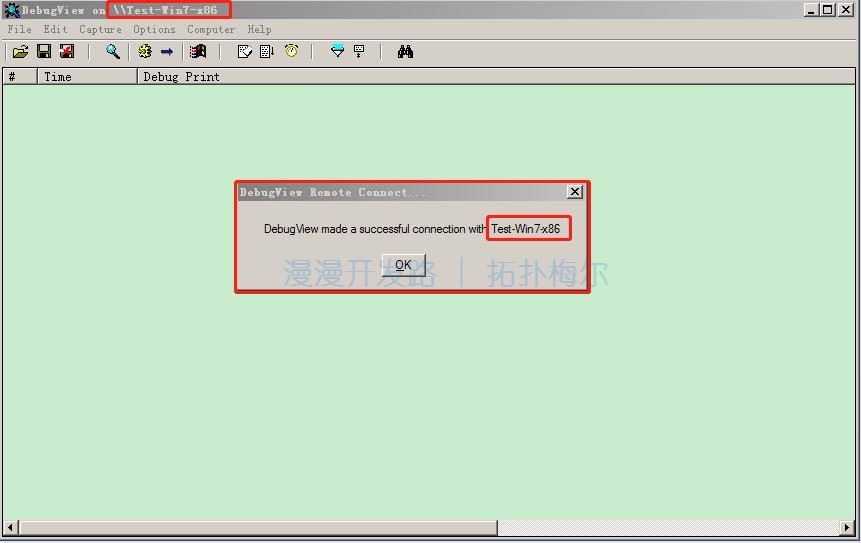 DebugView on \\Test-Win7-x86
File Edit Capture Options Computer Help
# Time Debug Print
DebugView Remote Connect...
DebugView made a successful connection with Test-Win7-x86
OK
漫漫开发路 | 拓扑梅尔